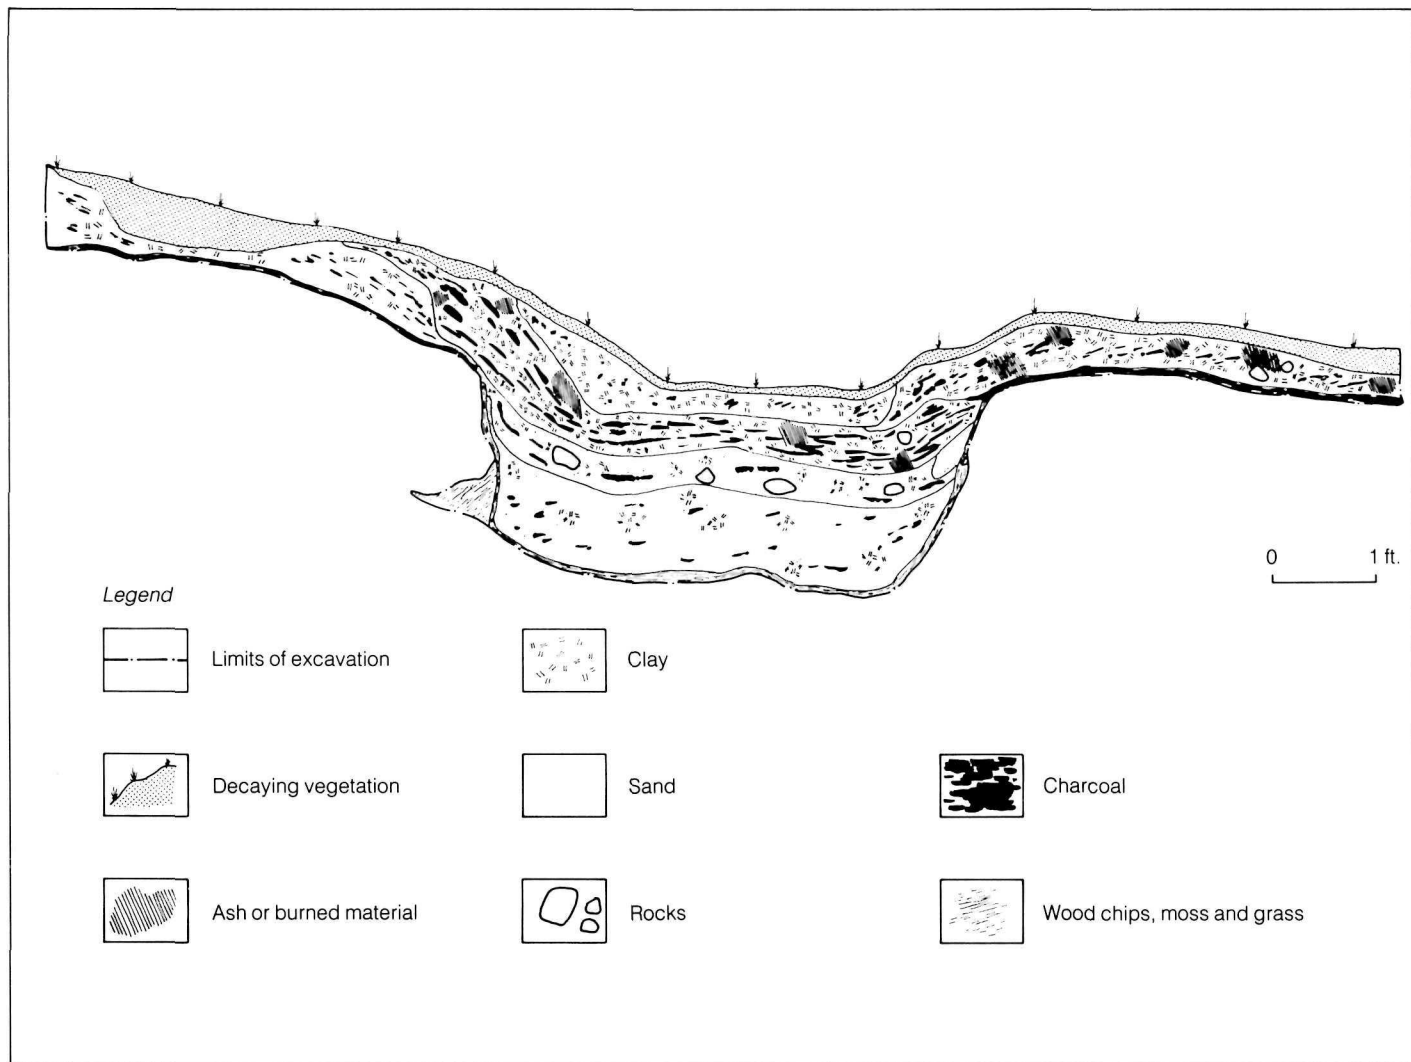 0 1 ft.
Legend
Limits of excavation
Clay
Decaying vegetation
Sand
Charcoal
Ash or burned material
Rocks
Wood chips, moss and grass